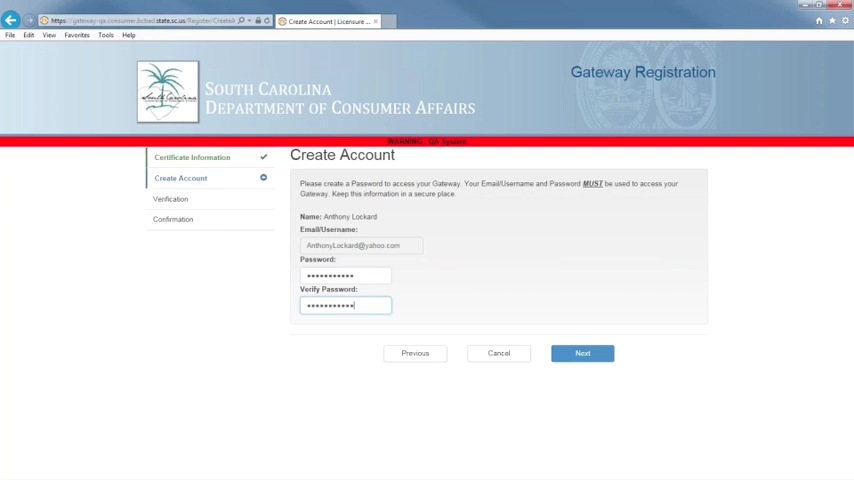 https://gateway-qa.consumer.bcbsd.state.sc.us/Register/CreateA
Create Account | Licensure ...
File Edit View Favorites Tools Help
South Carolina
Department of Consumer Affairs
Gateway Registration
WARNING - QA System
Certificate Information
Create Account
Verification
Confirmation
Create Account
Please create a Password to access your Gateway. Your Email/Username and Password MUST be used to access your
Gateway. Keep this information in a secure place.
Name: Anthony Lockard
Email/Username:
AnthonyLockard@yahoo.com
Password:
•••••••••••
Verify Password:
•••••••••••
Previous Cancel Next